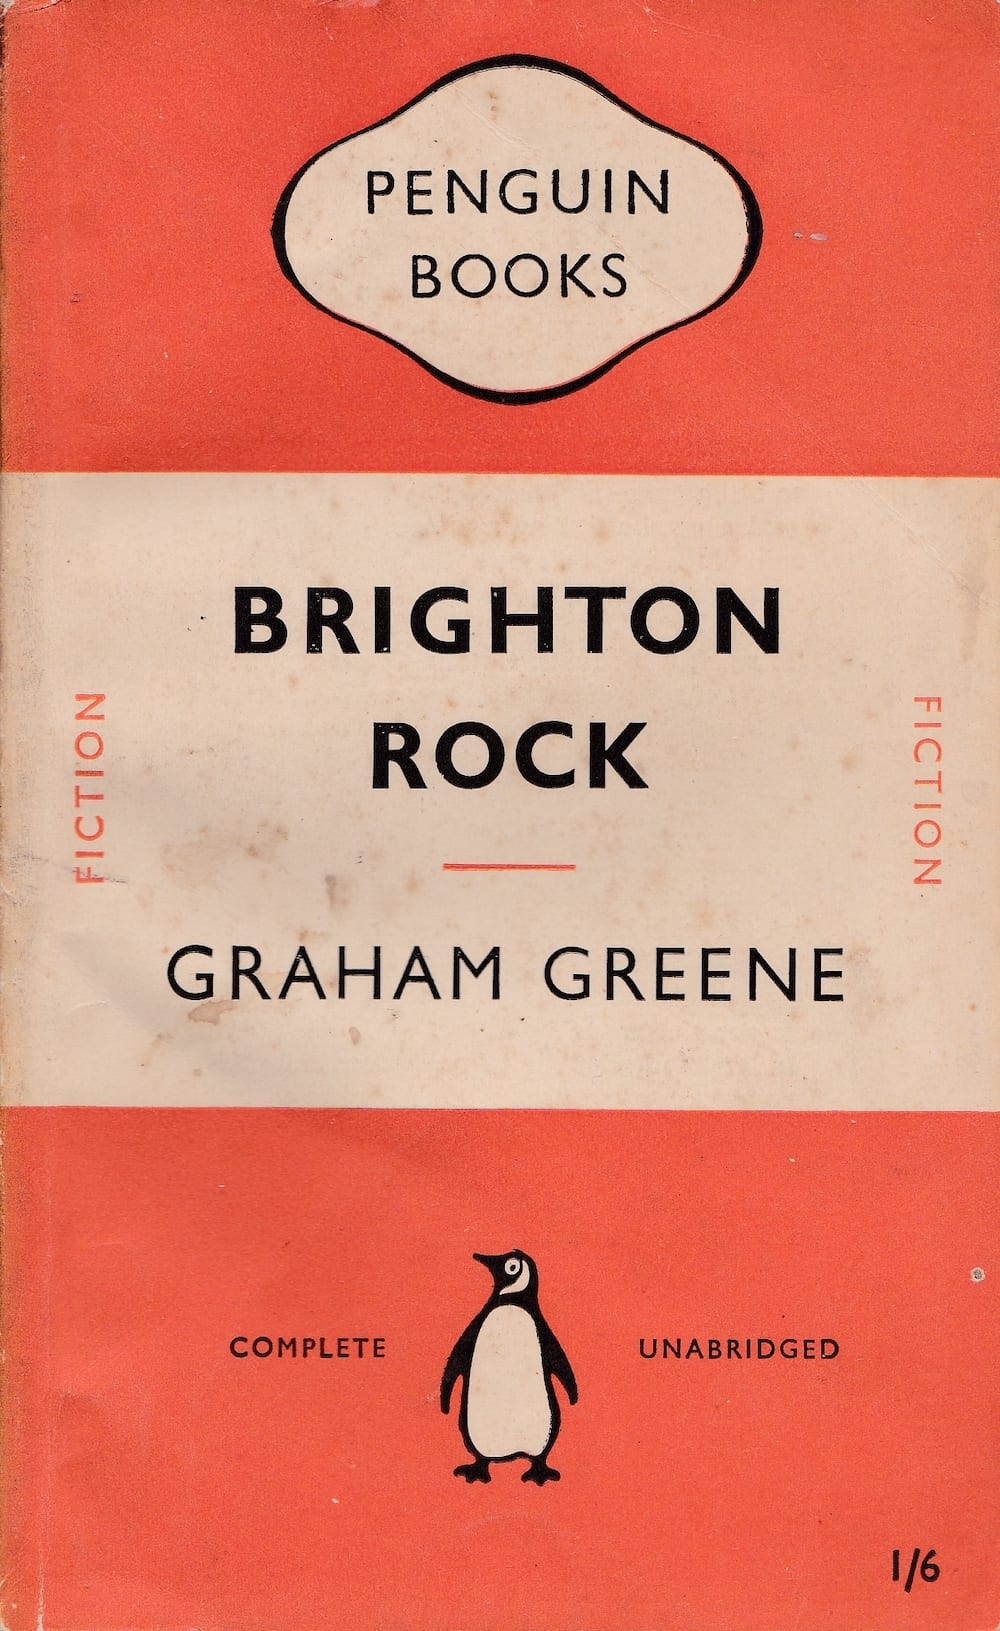 PENGUIN
BOOKS
BRIGHTON
ROCK
FICTION
FICTION
GRAHAM GREENE
COMPLETE
UNABRIDGED
1/6